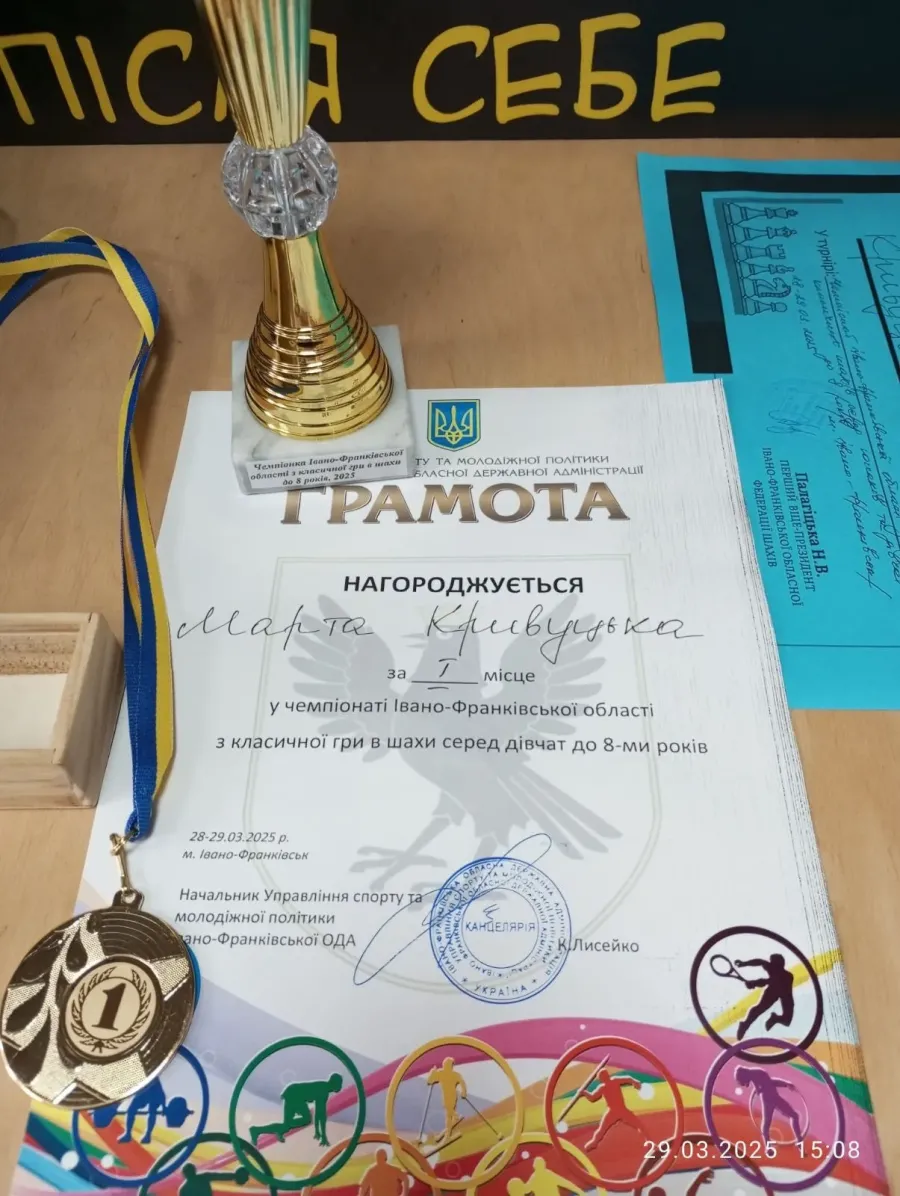 ПІСЛЯ СЕБЕ
Чемпіонка Івано-Франківської
області з класичної гри в шахи
до 8 років, 2025
ТУ ТА МОЛОДІЖНОЇ ПОЛІТИКИ
ОБЛАСНОЇ ДЕРЖАВНОЇ АДМІНІСТРАЦІЇ
ГРАМОТА
НАГОРОДЖУЄТЬСЯ
Марта Кривуцька
за I місце
у чемпіонаті Івано-Франківської області
з класичної гри в шахи серед дівчат до 8-ми років
28-29.03.2025 р.
м. Івано-Франківськ
Начальник Управління спорту та
молодіжної політики
Івано-Франківської ОДА
К.Лисейко
КАНЦЕЛЯРІЯ
УКРАЇНА
1
У турнірі
Палагіцька Н.В.
ПЕРШИЙ ВІЦЕ-ПРЕЗИДЕНТ
ІВАНО-ФРАНКІВСЬКОЇ ОБЛАСНОЇ
ФЕДЕРАЦІЇ ШАХІВ
29.03.2025 15:08